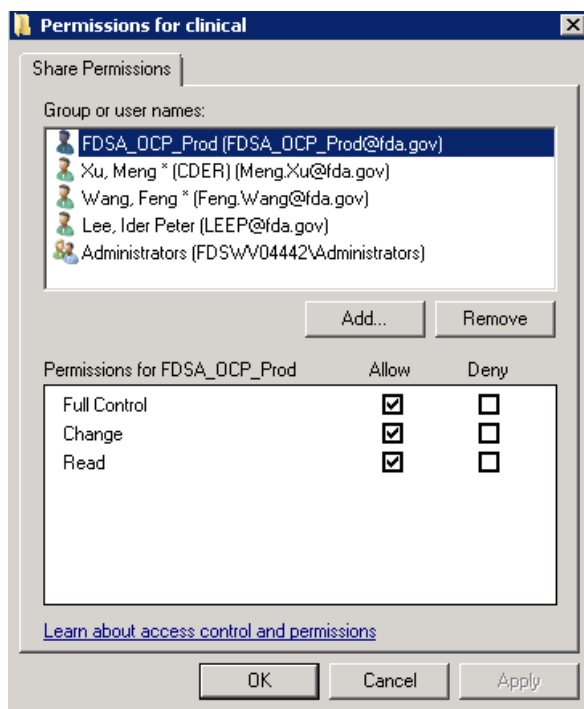 Permissions for clinical
Share Permissions
Group or user names:
FDSA_OCP_Prod (FDSA_OCP_Prod@fda.gov)
Xu, Meng * (CDER) (Meng.Xu@fda.gov)
Wang, Feng * (Feng.Wang@fda.gov)
Lee, Ider Peter (LEEP@fda.gov)
Administrators (FDSWV04442\Administrators)
Add... Remove
Permissions for FDSA_OCP_Prod Allow Deny
Full Control
Change
Read
Learn about access control and permissions
OK Cancel Apply